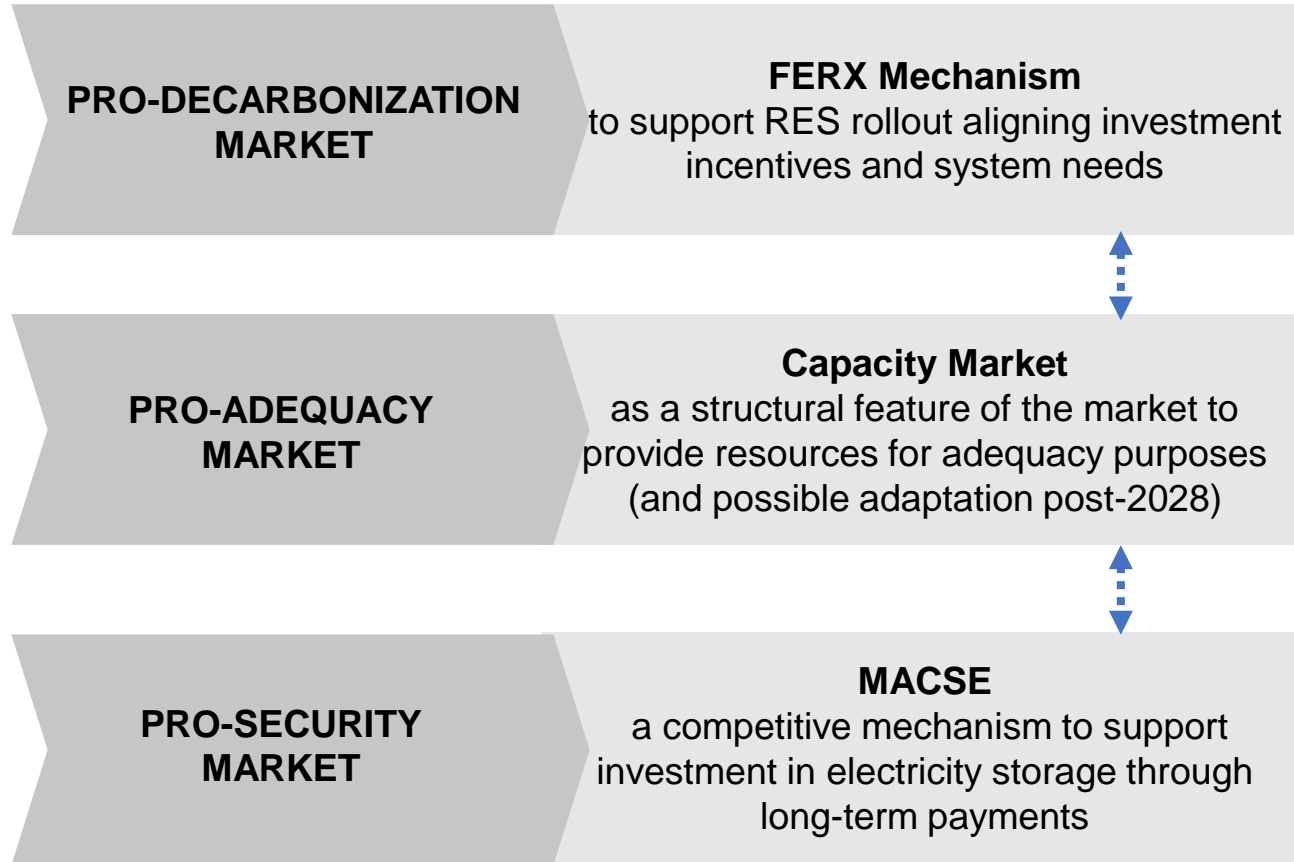 PRO-DECARBONIZATION
MARKET
FERX Mechanism
to support RES rollout aligning investment
incentives and system needs
PRO-ADEQUACY
MARKET
Capacity Market
as a structural feature of the market to
provide resources for adequacy purposes
(and possible adaptation post-2028)
PRO-SECURITY
MARKET
MACSE
a competitive mechanism to support
investment in electricity storage through
long-term payments